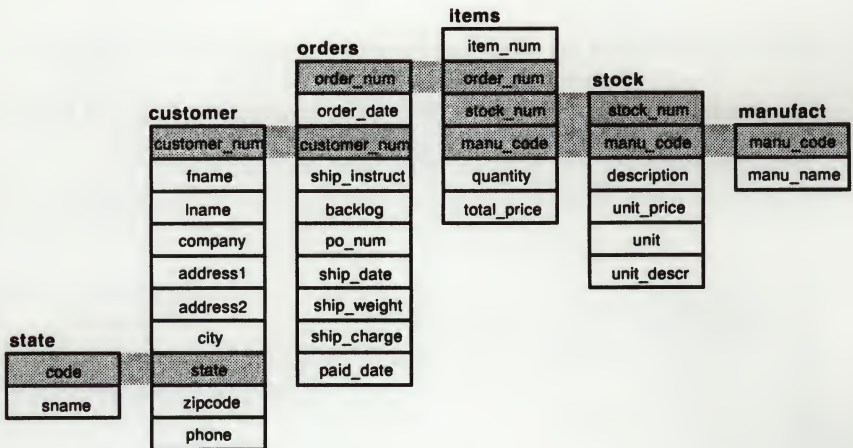 state
code
sname
customer
customer_num
fname
lname
company
address1
address2
city
state
zipcode
phone
orders
order_num
order_date
customer_num
ship_instruct
backlog
po_num
ship_date
ship_weight
ship_charge
paid_date
items
item_num
order_num
stock_num
manu_code
quantity
total_price
stock
stock_num
manu_code
description
unit_price
unit
unit_descr
manufact
manu_code
manu_name